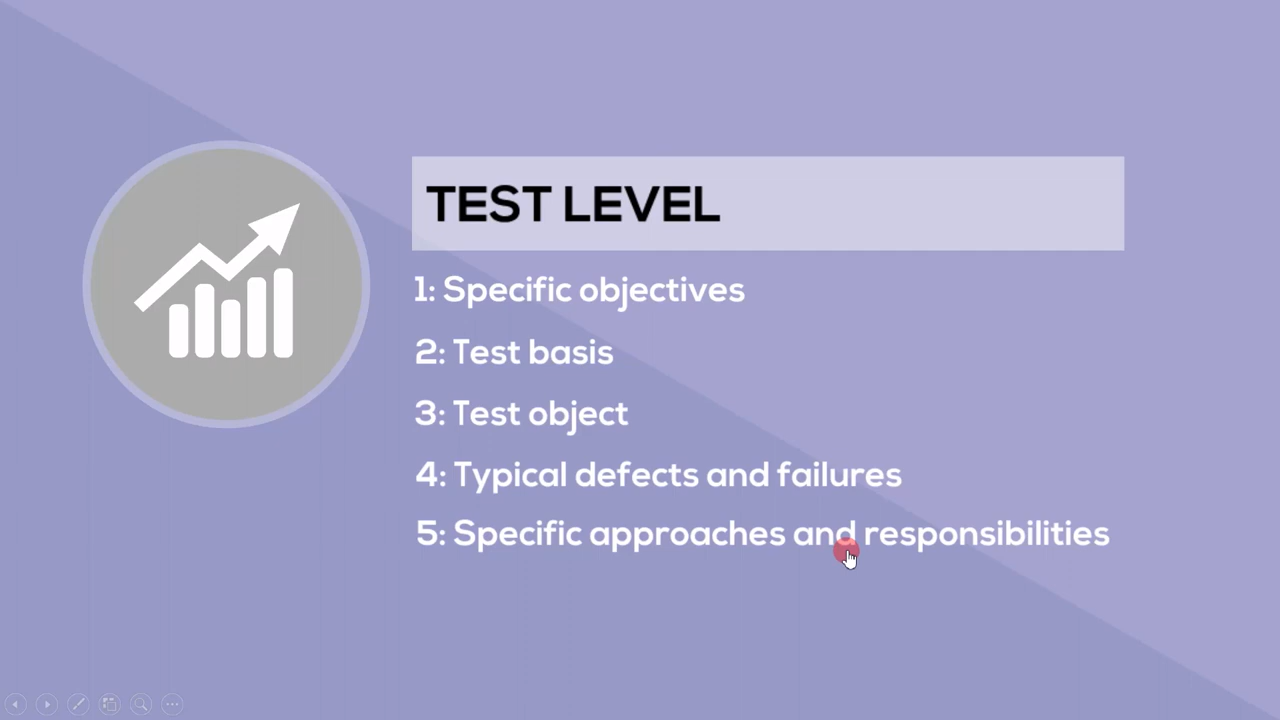 TEST LEVEL
1: Specific objectives
2: Test basis
3: Test object
4: Typical defects and failures
5: Specific approaches and responsibilities